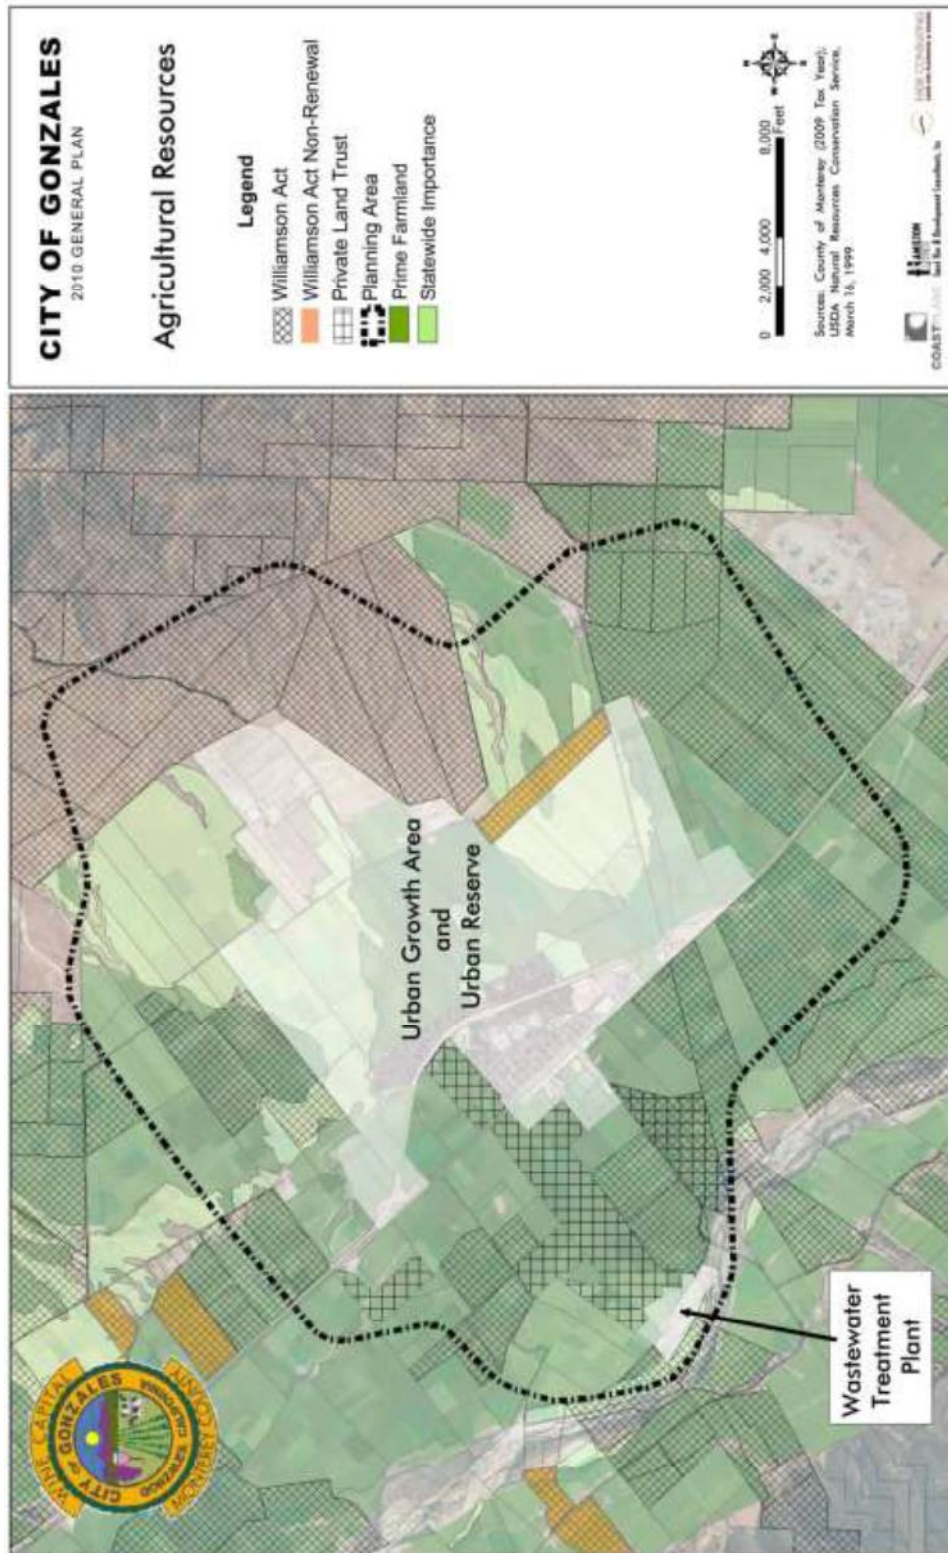 CITY OF GONZALES
2010 GENERAL PLAN
Agricultural Resources
Legend
Williamson Act
Williamson Act Non-Renewal
Private Land Trust
Planning Area
Prime Farmland
Statewide Importance
0 2,000 4,000 8,000
Feet
Sources: County of Monterey (2009 Tax Year);
USDA Natural Resources Conservation Service,
March 16, 1999
COASTPLANS
Urban Growth Area
and
Urban Reserve
Wastewater
Treatment
Plant
WINE CAPITAL
CITY OF GONZALES
MONTEREY COUNTY